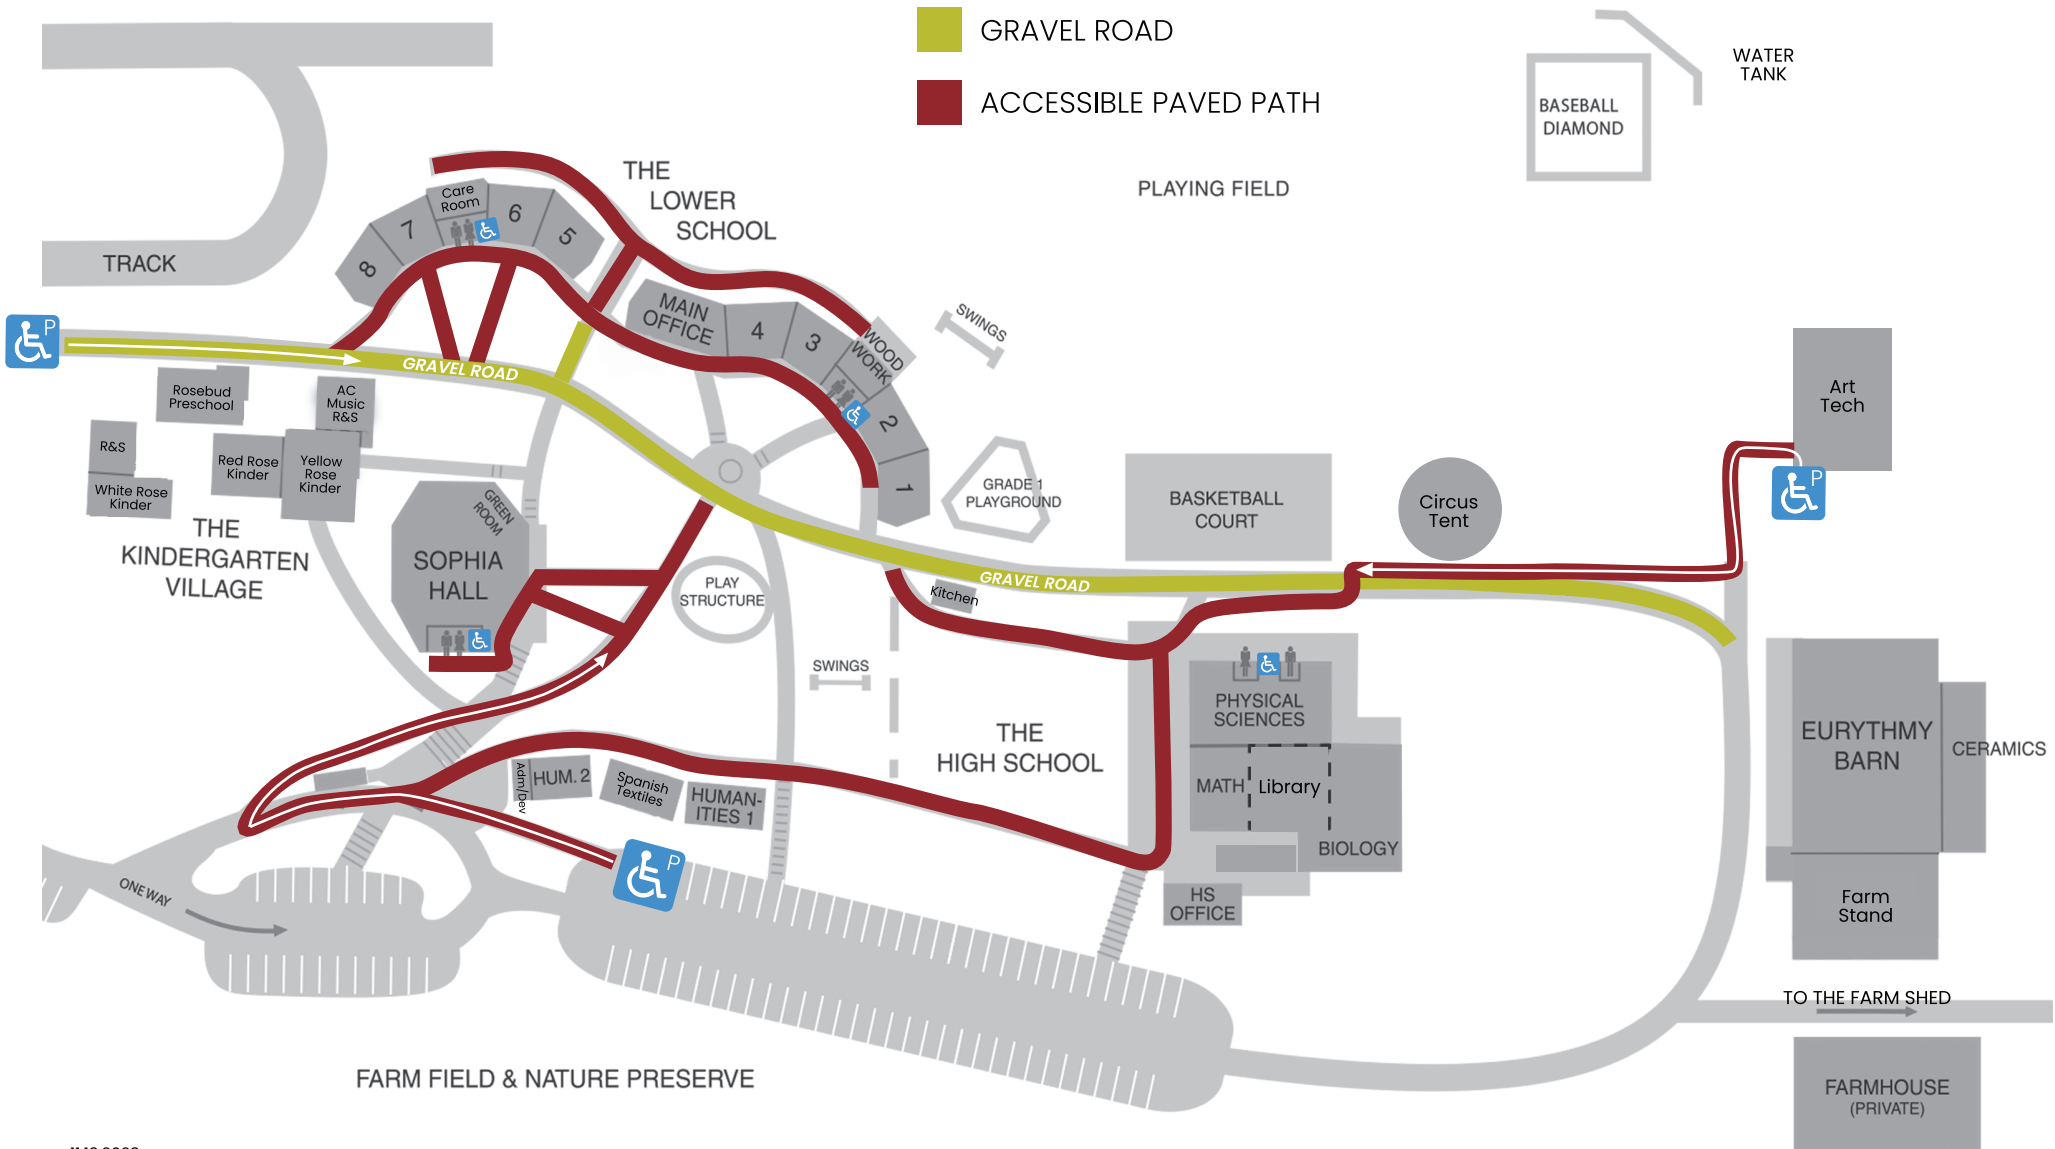 GRAVEL ROAD
ACCESSIBLE PAVED PATH
WATER
TANK
BASEBALL
DIAMOND
PLAYING FIELD
THE
LOWER
SCHOOL
TRACK
Care
Room
8
7
6
5
MAIN
OFFICE
4
3
WOOD
WORK
2
1
SWINGS
P
GRAVEL ROAD
Rosebud
Preschool
AC
Music
R&S
R&S
White Rose
Kinder
Red Rose
Kinder
Yellow
Rose
Kinder
THE
KINDERGARTEN
VILLAGE
GREEN
ROOM
SOPHIA
HALL
PLAY
STRUCTURE
GRADE 1
PLAYGROUND
BASKETBALL
COURT
Circus
Tent
Art
Tech
P
GRAVEL ROAD
Kitchen
SWINGS
THE
HIGH SCHOOL
PHYSICAL
SCIENCES
MATH
Library
BIOLOGY
HS
OFFICE
EURYTHMY
BARN
CERAMICS
Farm
Stand
Adm/Dev
HUM. 2
Spanish
Textiles
HUMAN-
ITIES 1
P
ONE WAY
TO THE FARM SHED
FARMHOUSE
(PRIVATE)
FARM FIELD & NATURE PRESERVE